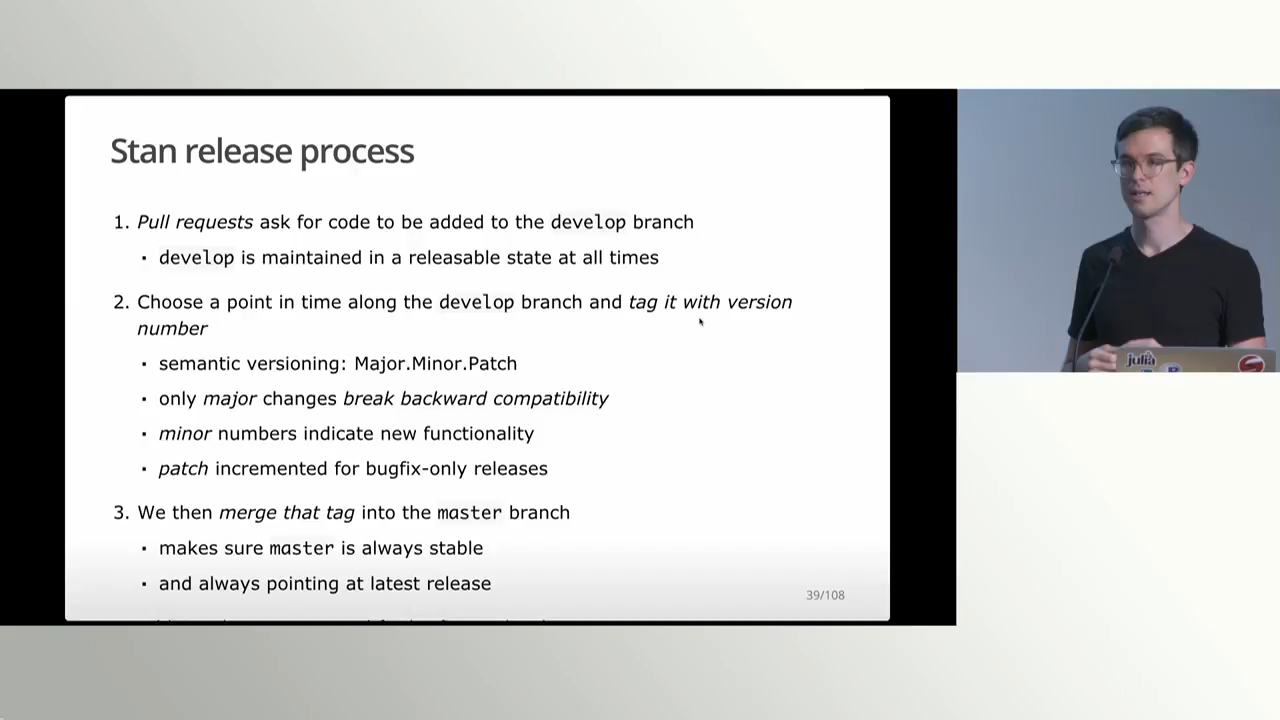 Stan release process
1. Pull requests ask for code to be added to the develop branch
▪ develop is maintained in a releasable state at all times
2. Choose a point in time along the develop branch and tag it with version
number
▪ semantic versioning: Major.Minor.Patch
▪ only major changes break backward compatibility
▪ minor numbers indicate new functionality
▪ patch incremented for bugfix-only releases
3. We then merge that tag into the master branch
▪ makes sure master is always stable
▪ and always pointing at latest release
39/108
julia